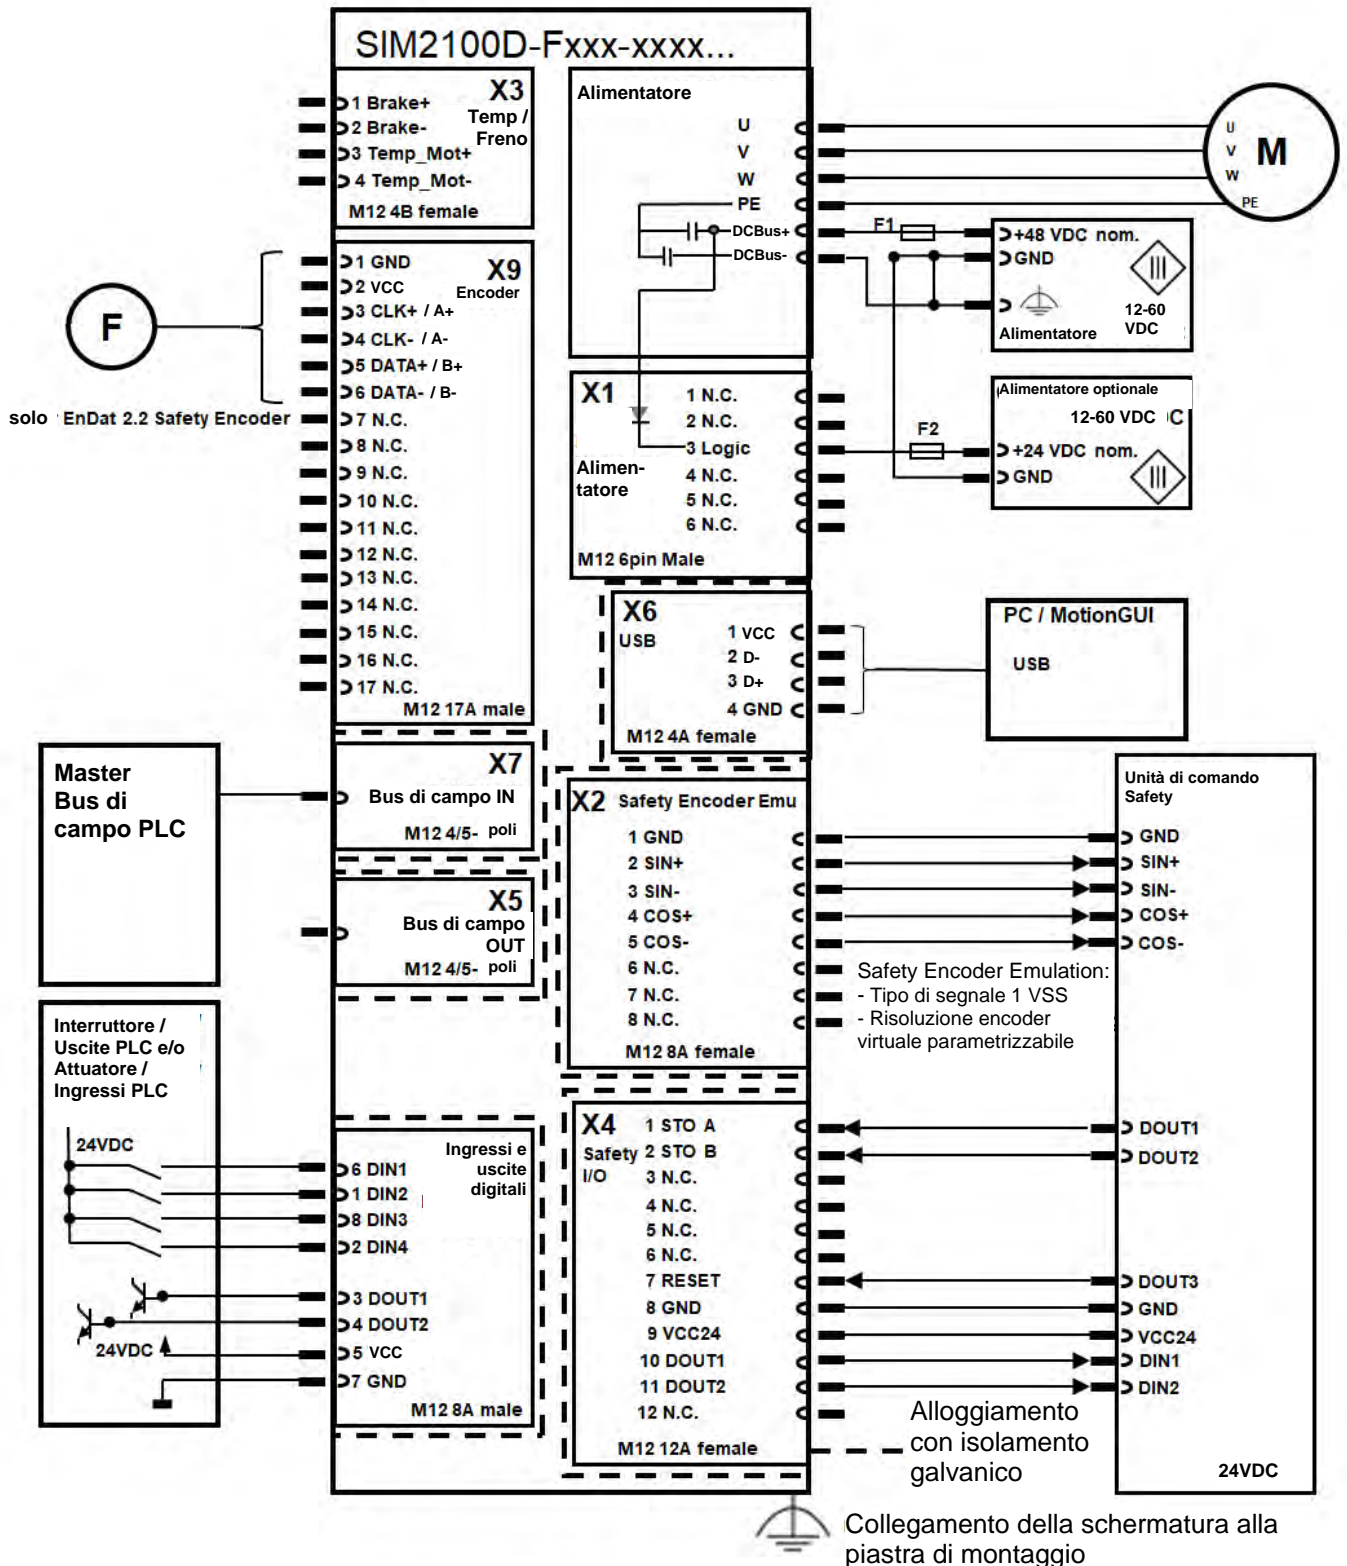 SIM2100D-Fxxx-xxxx...
X3
Temp /
Freno
1 Brake+
2 Brake-
3 Temp_Mot+
4 Temp_Mot-
M12 4B female
Alimentatore
U
V
W
PE
DCBus+
DCBus-
U
V
W
PE
M
F1
+48 VDC nom.
GND
12-60
VDC
Alimentatore
X9
Encoder
1 GND
2 VCC
3 CLK+ / A+
4 CLK- / A-
5 DATA+ / B+
6 DATA- / B-
7 N.C.
8 N.C.
9 N.C.
10 N.C.
11 N.C.
12 N.C.
13 N.C.
14 N.C.
15 N.C.
16 N.C.
17 N.C.
M12 17A male
F
solo EnDat 2.2 Safety Encoder
X1
1 N.C.
2 N.C.
3 Logic
4 N.C.
5 N.C.
6 N.C.
Alimen-
tatore
M12 6pin Male
F2
Alimentatore optionale
12-60 VDC C
+24 VDC nom.
GND
X6
USB
1 VCC
2 D-
3 D+
4 GND
M12 4A female
PC / MotionGUI
USB
Master
Bus di
campo PLC
X7
Bus di campo IN
M12 4/5- poli
X5
Bus di campo
OUT
M12 4/5- poli
X2 Safety Encoder Emu
1 GND
2 SIN+
3 SIN-
4 COS+
5 COS-
6 N.C.
7 N.C.
8 N.C.
M12 8A female
Unità di comando
Safety
GND
SIN+
SIN-
COS+
COS-
Safety Encoder Emulation:
- Tipo di segnale 1 VSS
- Risoluzione encoder
virtuale parametrizzabile
Interruttore /
Uscite PLC e/o
Attuatore /
Ingressi PLC
24VDC
24VDC
Ingressi e
uscite
digitali
6 DIN1
1 DIN2
8 DIN3
2 DIN4
3 DOUT1
4 DOUT2
5 VCC
7 GND
M12 8A male
X4
Safety
I/O
1 STO A
2 STO B
3 N.C.
4 N.C.
5 N.C.
6 N.C.
7 RESET
8 GND
9 VCC24
10 DOUT1
11 DOUT2
12 N.C.
M12 12A female
DOUT1
DOUT2
DOUT3
GND
VCC24
DIN1
DIN2
24VDC
Alloggiamento
con isolamento
galvanico
Collegamento della schermatura alla
piastra di montaggio